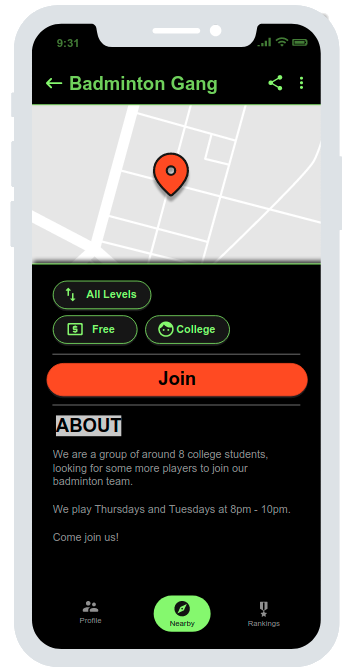 9:31
Badminton Gang
All Levels
Free
College
Join
ABOUT
We are a group of around 8 college students,
looking for some more players to join our
badminton team.
We play Thursdays and Tuesdays at 8pm - 10pm.
Come join us!
Profile
Nearby
Rankings